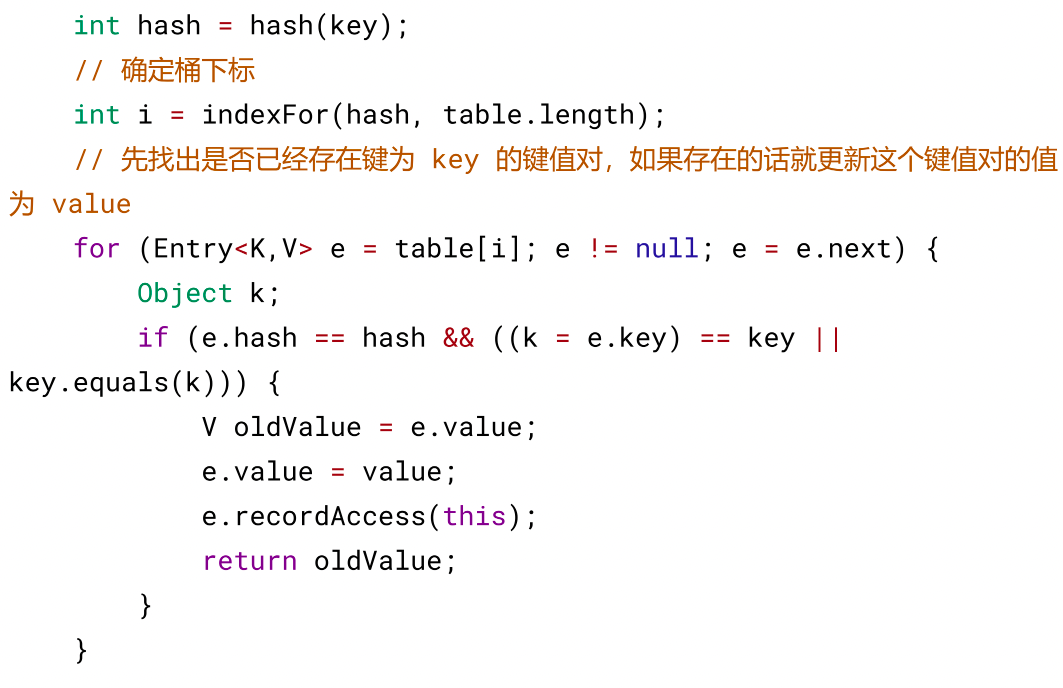 int hash = hash(key);
    // 确定桶下标
    int i = indexFor(hash, table.length);
    // 先找出是否已经存在键为 key 的键值对，如果存在的话就更新这个键值对的值
为 value
    for (Entry<K,V> e = table[i]; e != null; e = e.next) {
        Object k;
        if (e.hash == hash && ((k = e.key) == key ||
key.equals(k))) {
            V oldValue = e.value;
            e.value = value;
            e.recordAccess(this);
            return oldValue;
        }
    }